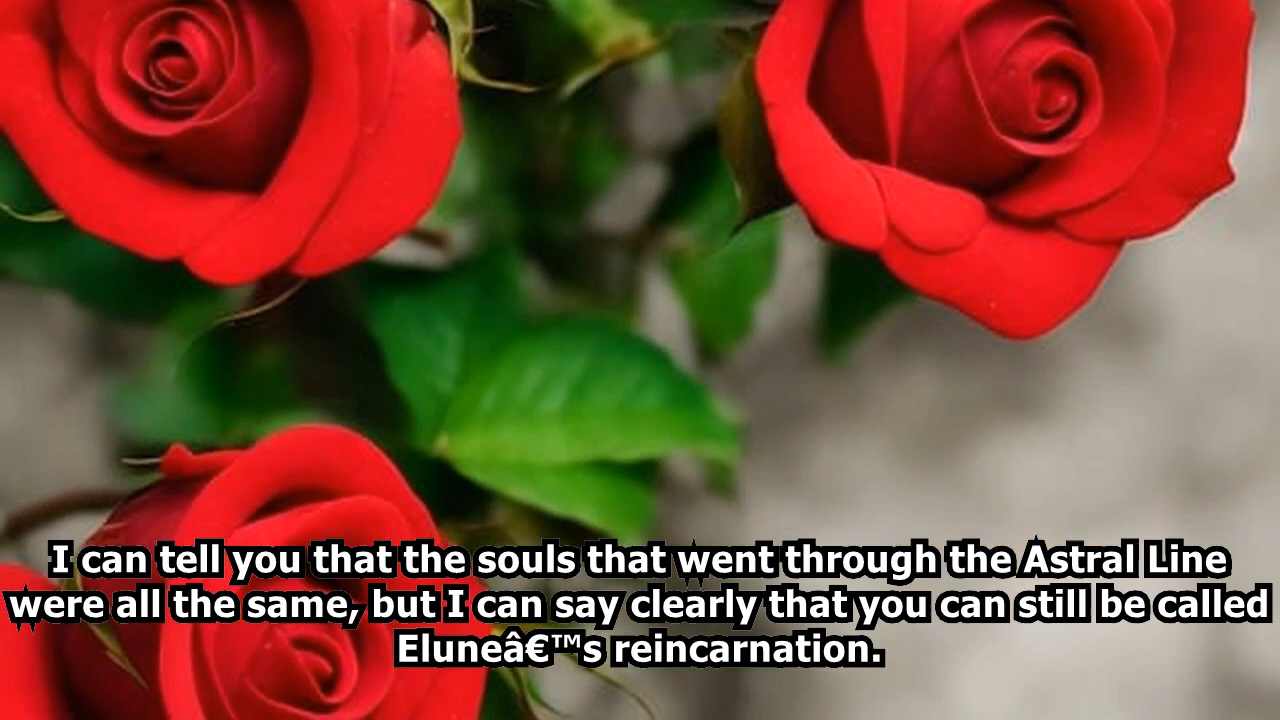 I can tell you that the souls that went through the Astral Line
were all the same, but I can say clearly that you can still be called
Eluneâ€™s reincarnation.